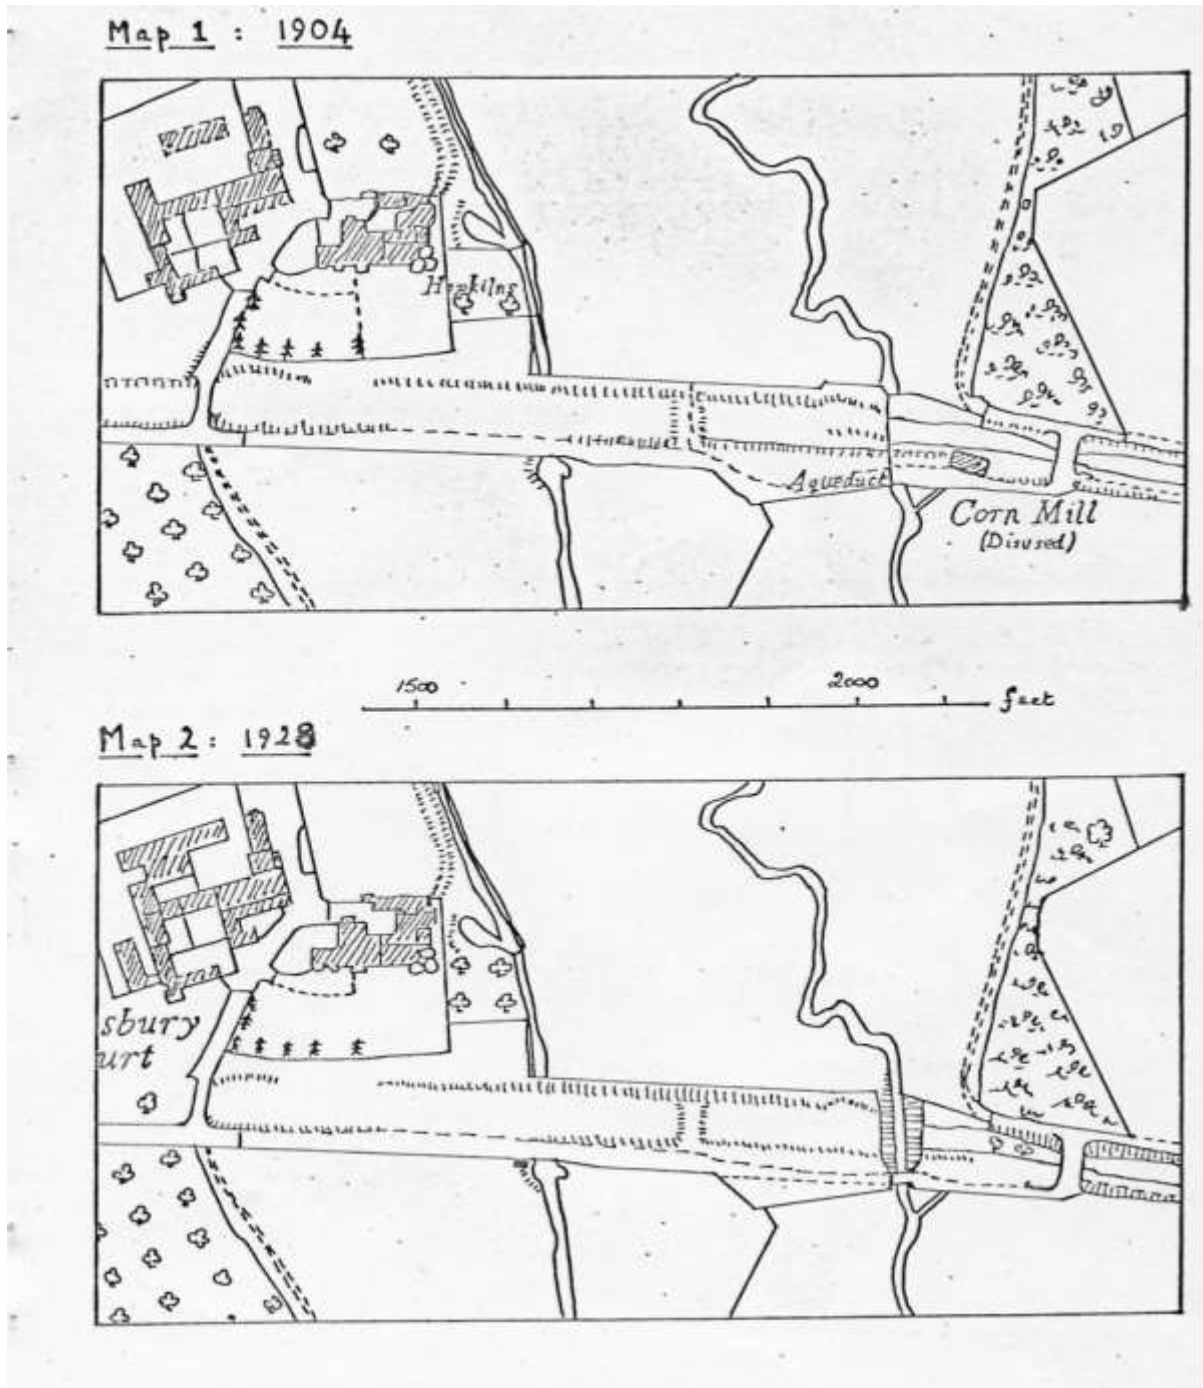 Map 1 : 1904
Hopkilns
Aqueduct
Corn Mill
(Disused)
1500 2000 feet
Map 2 : 1928
sbury
urt